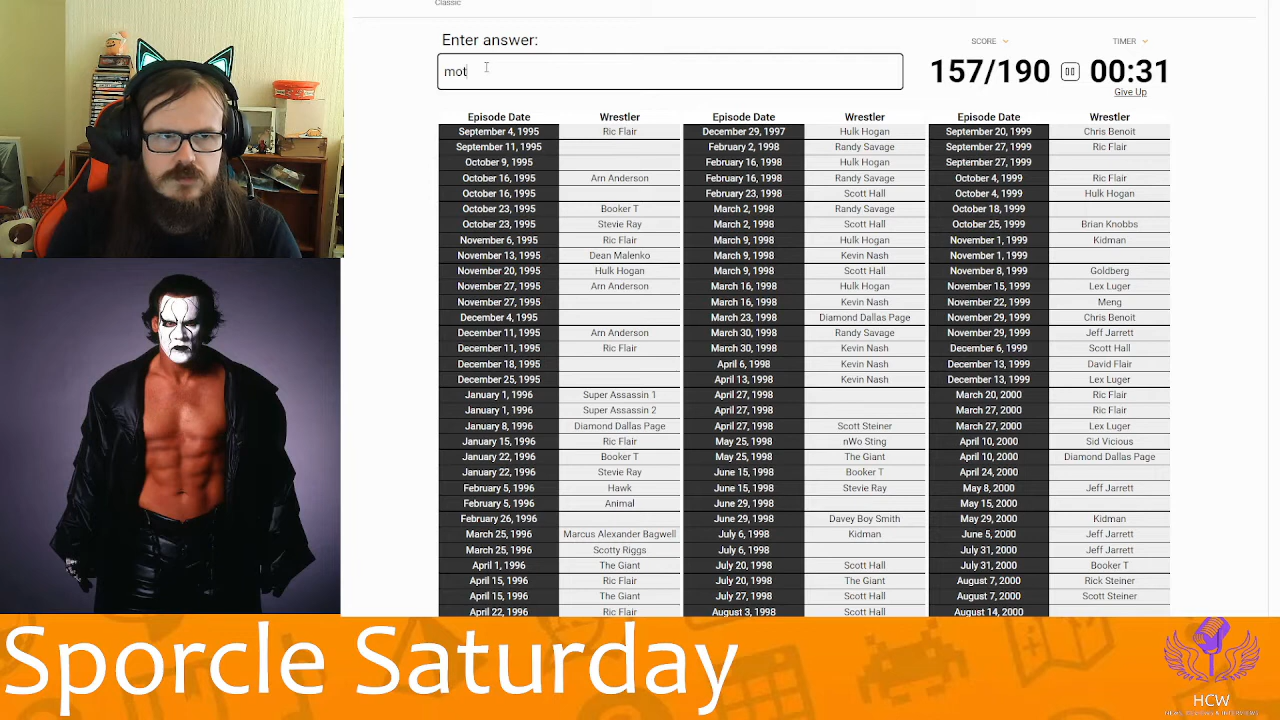 Classic
Enter answer:
mot
SCORE
TIMER
157/190
00:31
Give Up
Episode Date Wrestler Episode Date Wrestler Episode Date Wrestler
September 4, 1995 Ric Flair December 29, 1997 Hulk Hogan September 20, 1999 Chris Benoit
September 11, 1995 February 2, 1998 Randy Savage September 27, 1999 Ric Flair
October 9, 1995 February 16, 1998 Hulk Hogan September 27, 1999
October 16, 1995 Arn Anderson February 16, 1998 Randy Savage October 4, 1999 Ric Flair
October 16, 1995 February 23, 1998 Scott Hall October 4, 1999 Hulk Hogan
October 23, 1995 Booker T March 2, 1998 Randy Savage October 18, 1999
October 23, 1995 Stevie Ray March 2, 1998 Scott Hall October 25, 1999 Brian Knobbs
November 6, 1995 Ric Flair March 9, 1998 Hulk Hogan November 1, 1999 Kidman
November 13, 1995 Dean Malenko March 9, 1998 Kevin Nash November 1, 1999
November 20, 1995 Hulk Hogan March 9, 1998 Scott Hall November 8, 1999 Goldberg
November 27, 1995 Arn Anderson March 16, 1998 Hulk Hogan November 15, 1999 Lex Luger
November 27, 1995 March 16, 1998 Kevin Nash November 22, 1999 Meng
December 4, 1995 March 23, 1998 Diamond Dallas Page November 29, 1999 Chris Benoit
December 11, 1995 Arn Anderson March 30, 1998 Randy Savage November 29, 1999 Jeff Jarrett
December 11, 1995 Ric Flair March 30, 1998 Kevin Nash December 6, 1999 Scott Hall
December 18, 1995 April 6, 1998 Kevin Nash December 13, 1999 David Flair
December 25, 1995 April 13, 1998 Kevin Nash December 13, 1999 Lex Luger
January 1, 1996 Super Assassin 1 April 27, 1998 March 20, 2000 Ric Flair
January 1, 1996 Super Assassin 2 April 27, 1998 March 27, 2000 Ric Flair
January 8, 1996 Diamond Dallas Page April 27, 1998 Scott Steiner March 27, 2000 Lex Luger
January 15, 1996 Ric Flair May 25, 1998 nWo Sting April 10, 2000 Sid Vicious
January 22, 1996 Booker T May 25, 1998 The Giant April 10, 2000 Diamond Dallas Page
January 22, 1996 Stevie Ray June 15, 1998 Booker T April 24, 2000
February 5, 1996 Hawk June 15, 1998 Stevie Ray May 8, 2000 Jeff Jarrett
February 5, 1996 Animal June 29, 1998 May 15, 2000
February 26, 1996 June 29, 1998 Davey Boy Smith May 29, 2000 Kidman
March 25, 1996 Marcus Alexander Bagwell July 6, 1998 Kidman June 5, 2000 Jeff Jarrett
March 25, 1996 Scotty Riggs July 6, 1998 July 31, 2000 Jeff Jarrett
April 1, 1996 The Giant July 20, 1998 Scott Hall July 31, 2000 Booker T
April 15, 1996 Ric Flair July 20, 1998 The Giant August 7, 2000 Rick Steiner
April 15, 1996 The Giant July 27, 1998 Scott Hall August 7, 2000 Scott Steiner
April 22, 1996 Ric Flair August 3, 1998 Scott Hall August 14, 2000
Sporcle Saturday
HCW